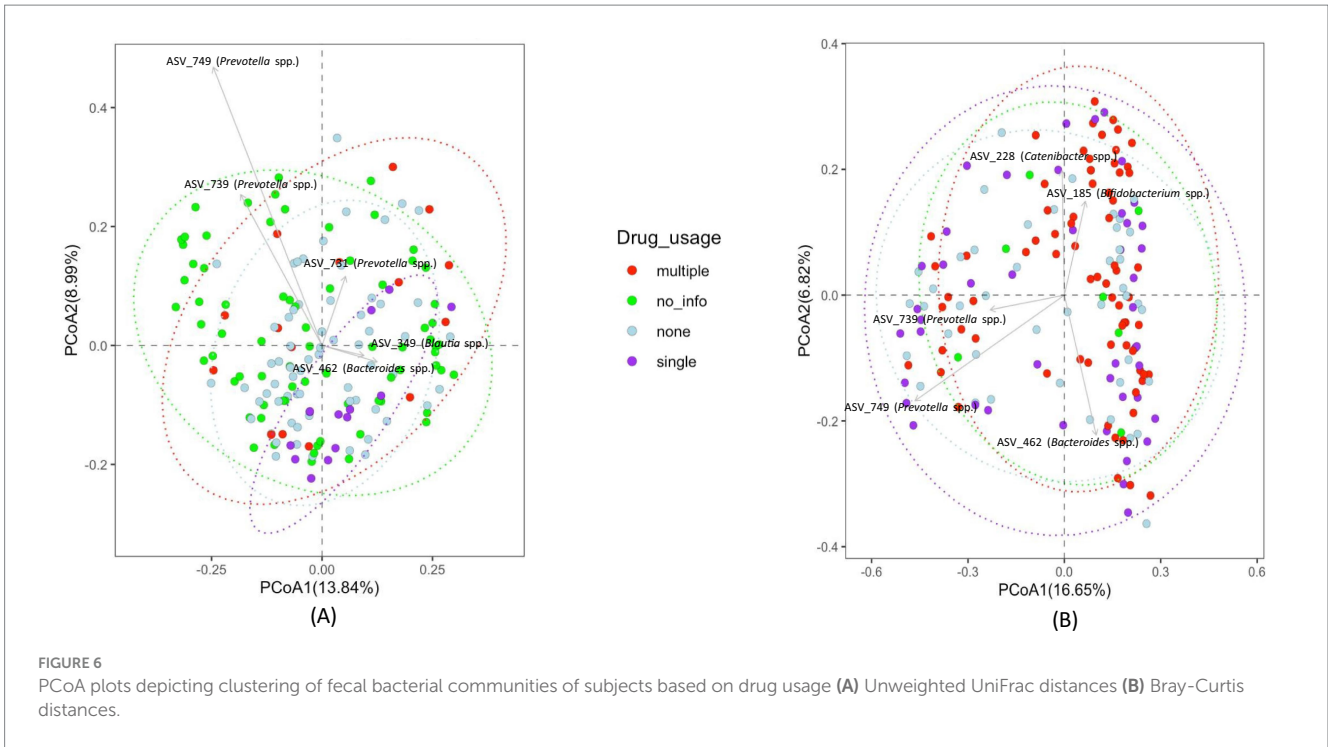 ASV_749 (Prevotella spp.)
0.4
ASV_739 (Prevotella spp.)
0.2
ASV_731 (Prevotella spp.)
0.0
ASV_349 (Blautia spp.)
ASV_462 (Bacteroides spp.)
-0.2
PCoA2(8.99%)
-0.25
0.00
0.25
PCoA1(13.84%)
(A)
Drug_usage
multiple
no_info
none
single
0.4
ASV_228 (Catenibacter spp.)
0.2
ASV_185 (Bifidobacterium spp.)
0.0
ASV_739 (Prevotella spp.)
ASV_749 (Prevotella spp.)
-0.2
ASV_462 (Bacteroides spp.)
-0.4
PCoA2(6.82%)
-0.6
-0.3
0.0
0.3
0.6
PCoA1(16.65%)
(B)
FIGURE 6
PCoA plots depicting clustering of fecal bacterial communities of subjects based on drug usage (A) Unweighted UniFrac distances (B) Bray-Curtis
distances.